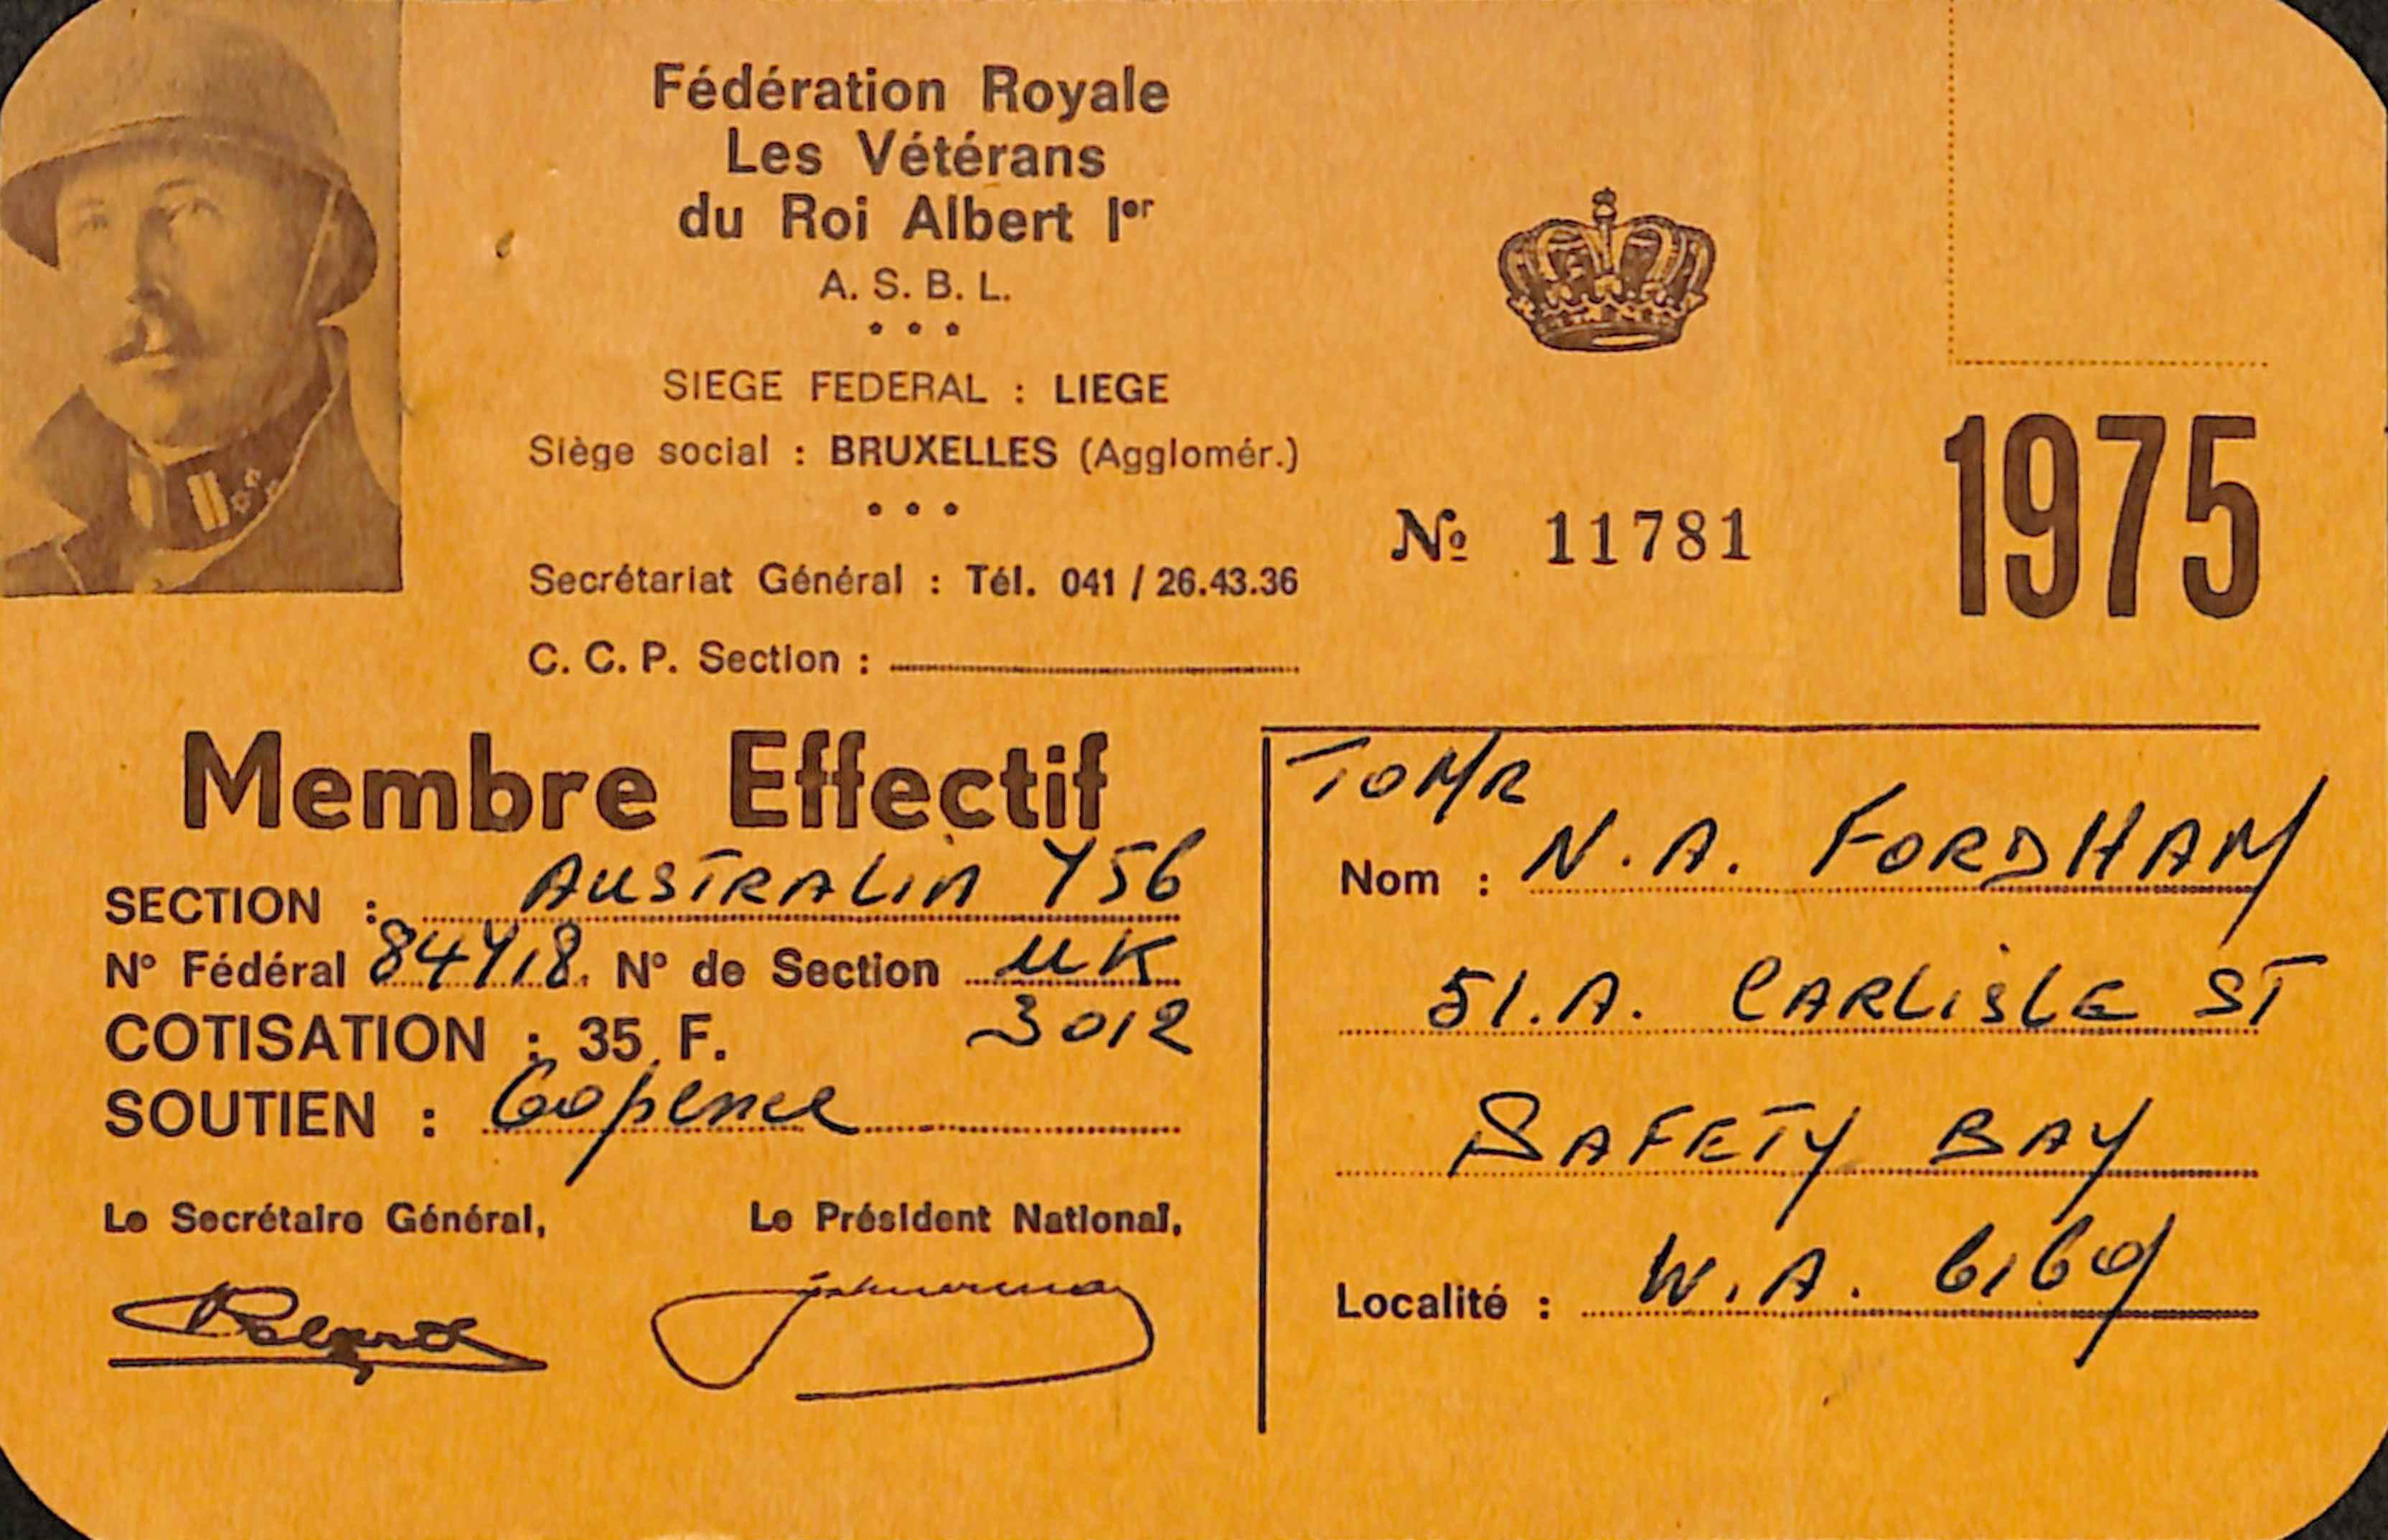 Fédération Royale
Les Vétérans
du Roi Albert Ier
A. S. B. L.
SIEGE FEDERAL : LIEGE
Siège social : BRUXELLES (Agglomér.)
Secrétariat Général : Tél. 041 / 26.43.36
C. C. P. Section :
№ 11781
1975
Membre Effectif
SECTION : AUSTRALIA Y56
N° Fédéral 84418. N° de Section UK
3012
COTISATION : 35 F.
SOUTIEN :
Le Secrétaire Général,
Le Président National,
TO M/R
Nom : N. A. FORDHAM
51. A. CARLISLE ST
SAFETY BAY
Localité : W. A. 6169